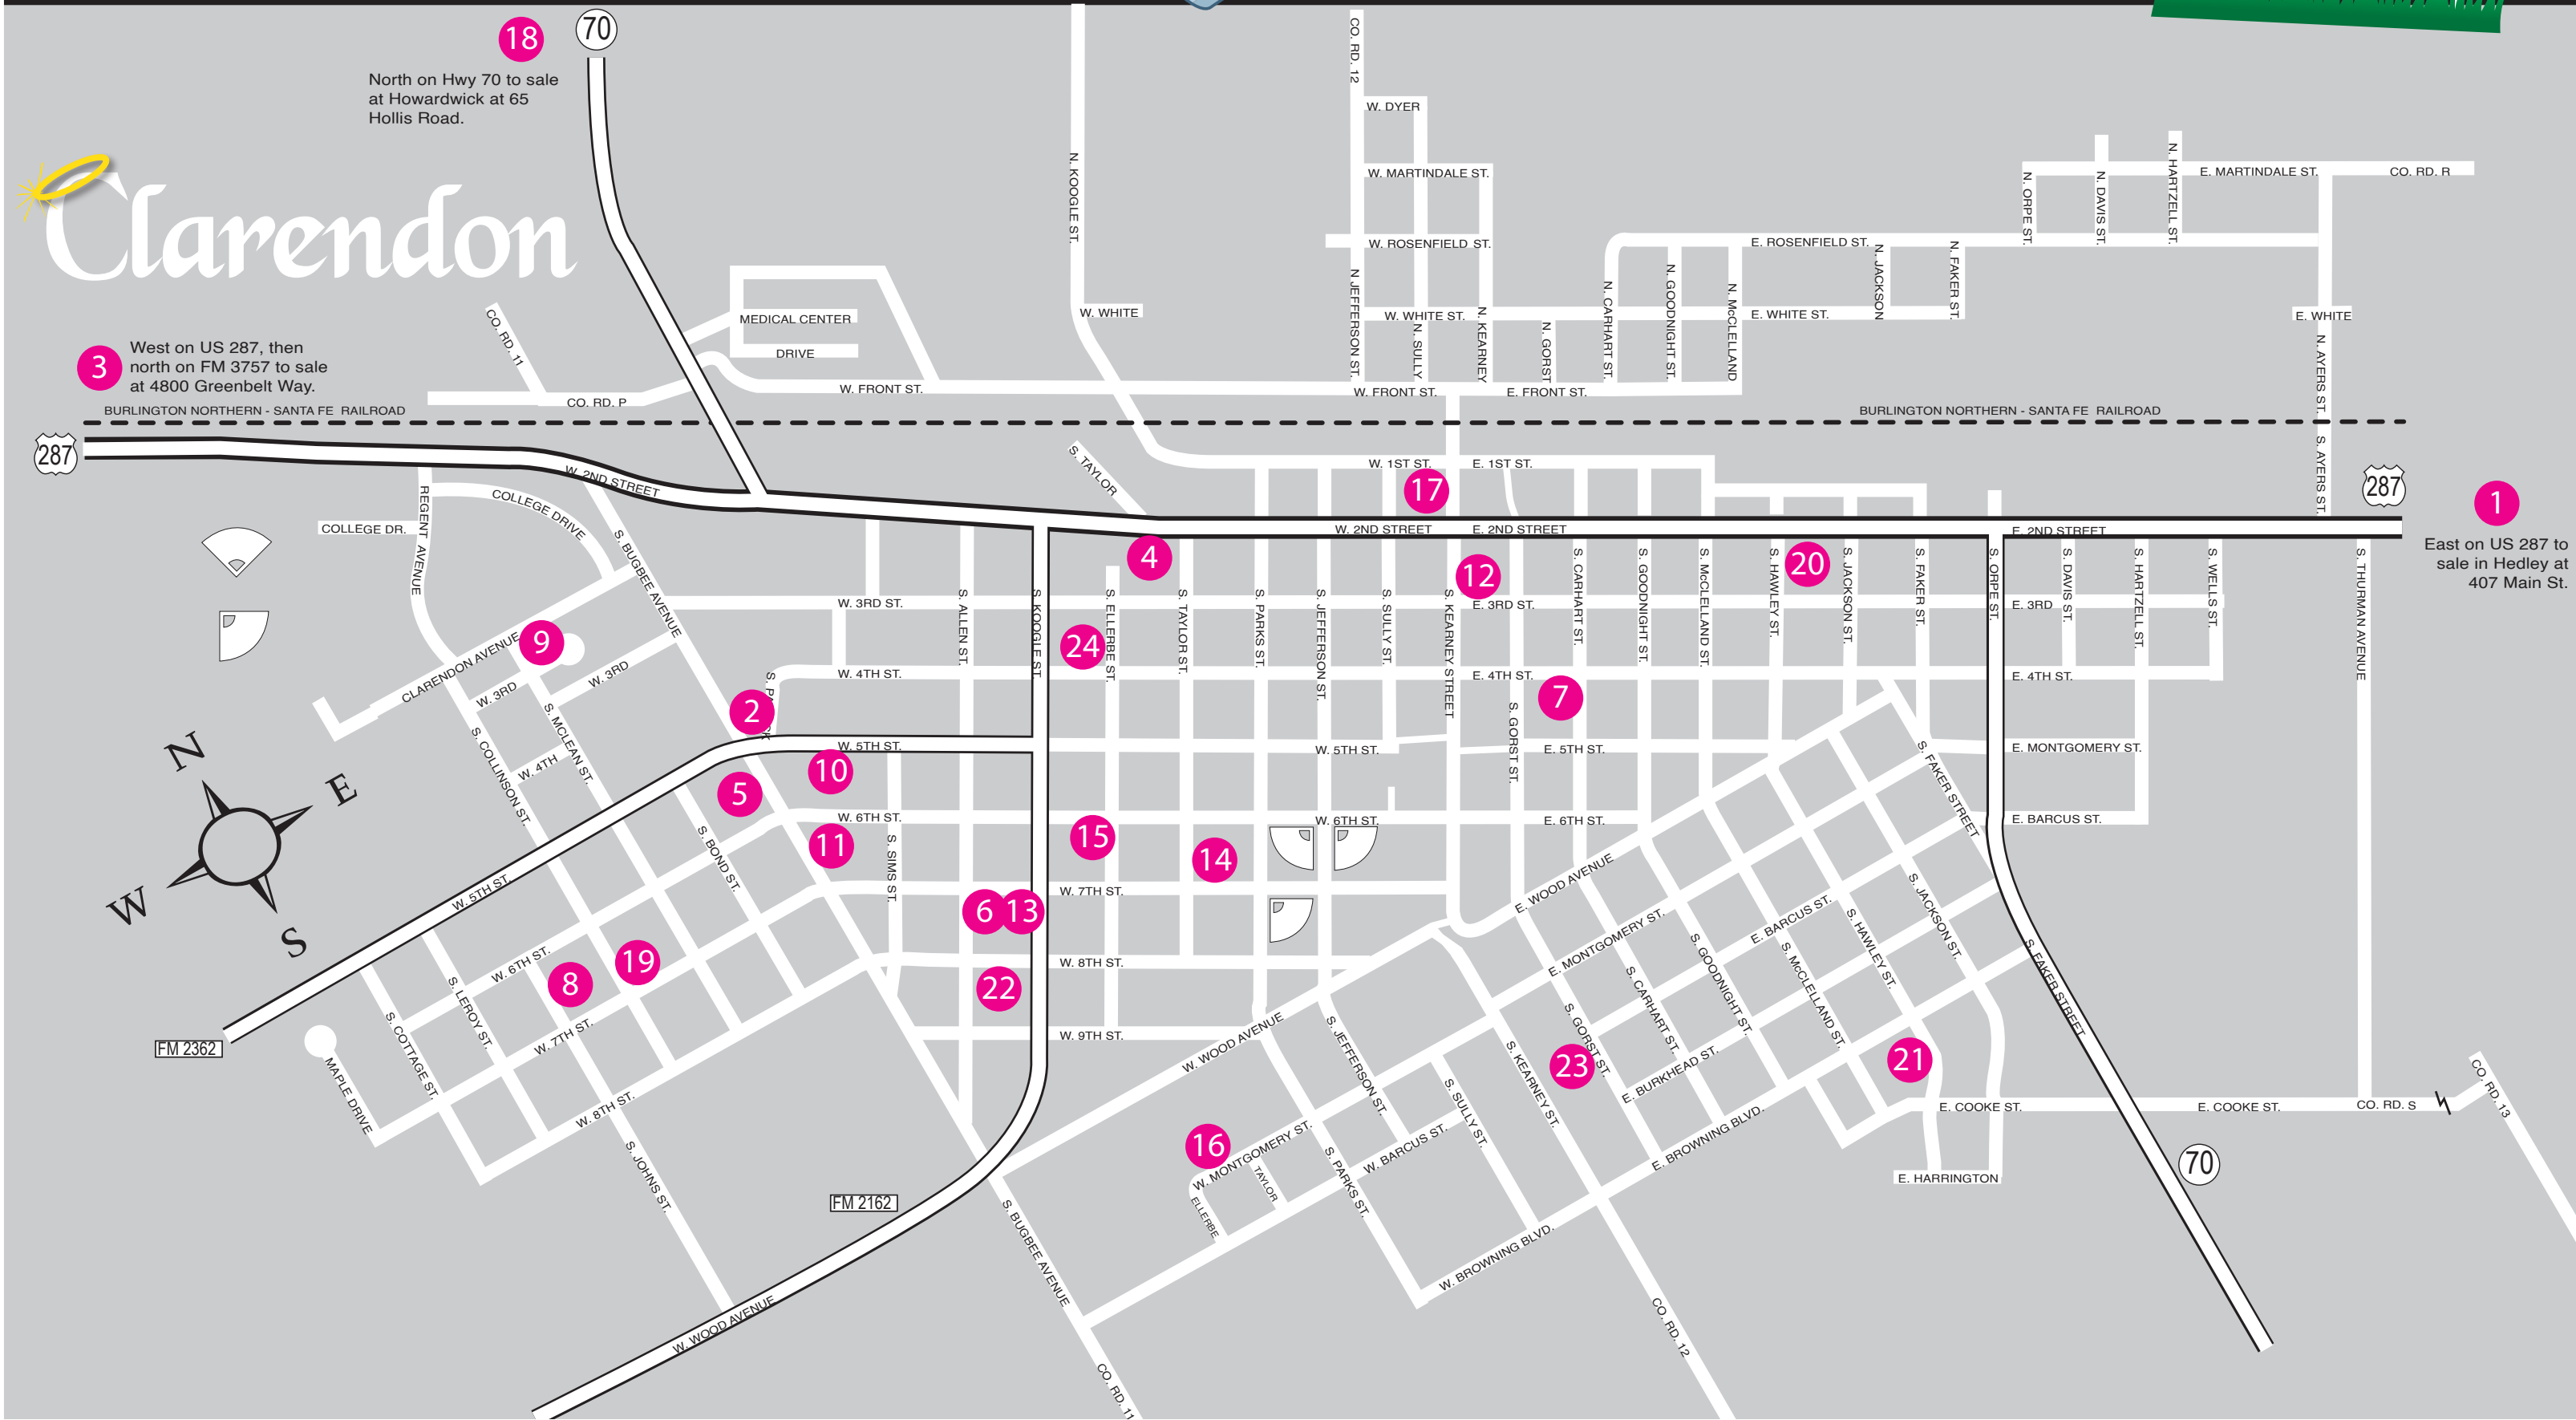 18
70
North on Hwy 70 to sale
at Howardwick at 65
Hollis Road.
Clarendon
3
West on US 287, then
north on FM 3757 to sale
at 4800 Greenbelt Way.
BURLINGTON NORTHERN - SANTA FE RAILROAD
BURLINGTON NORTHERN - SANTA FE RAILROAD
287
287
1
East on US 287 to
sale in Hedley at
407 Main St.
CO. RD. 12
W. DYER
W. MARTINDALE ST.
W. ROSENFIELD ST.
N. KOOGLE ST.
W. WHITE
N. JEFFERSON ST.
W. WHITE ST.
N. SULLY
N. KEARNEY
N. GORST
N. CARHART ST.
N. GOODNIGHT ST.
N. McCLELLAND
E. ROSENFIELD ST.
E. WHITE ST.
N. JACKSON
N. FAKER ST.
N. ORPE ST.
N. DAVIS ST.
N. HARTZELL ST.
E. MARTINDALE ST.
CO. RD. R
E. WHITE
N. AYERS ST.
S. AYERS ST.
MEDICAL CENTER
DRIVE
CO. RD. 11
CO. RD. P
W. FRONT ST.
W. FRONT ST.
E. FRONT ST.
W. 2ND STREET
S. TAYLOR
W. 1ST ST.
E. 1ST ST.
17
W. 2ND STREET
E. 2ND STREET
E. 2ND STREET
COLLEGE DRIVE
COLLEGE DR.
REGENT AVENUE
S. BUGBEE AVENUE
4
12
20
W. 3RD ST.
E. 3RD ST.
E. 3RD
S. ALLEN ST.
S. KOOGLE ST.
S. ELLERBE ST.
S. TAYLOR ST.
S. PARKS ST.
S. JEFFERSON ST.
S. SULLY ST.
S. KEARNEY STREET
S. CARHART ST.
S. GOODNIGHT ST.
S. McCLELLAND ST.
S. HAWLEY ST.
S. JACKSON ST.
S. FAKER ST.
S. ORPE ST.
S. DAVIS ST.
S. HARTZELL ST.
S. WELLS ST.
S. THURMAN AVENUE
9
24
CLARENDON AVENUE
W. 3RD
W. 3RD
W. 4TH ST.
E. 4TH ST.
E. 4TH ST.
2
7
S. COLLINSON ST.
S. MCLEAN ST.
W. 4TH
W. 5TH ST.
W. 5TH ST.
S. GORST ST.
E. 5TH ST.
E. MONTGOMERY ST.
S. FAKER STREET
N
E
W
S
10
5
W. 6TH ST.
W. 6TH ST.
E. 6TH ST.
E. BARCUS ST.
S. BOND ST.
11
S. SIMS ST.
15
14
W. 5TH ST.
W. 7TH ST.
E. WOOD AVENUE
6
13
E. MONTGOMERY ST.
E. BARCUS ST.
S. HAWLEY ST.
S. JACKSON ST.
W. 6TH ST.
8
19
S. LEROY ST.
W. 8TH ST.
22
S. CARHART ST.
S. GOODNIGHT ST.
S. McCLELLAND ST.
S. FAKER STREET
FM 2362
S. COTTAGE ST.
W. 7TH ST.
W. 9TH ST.
W. WOOD AVENUE
S. JEFFERSON ST.
S. KEARNEY ST.
S. GORST ST.
23
E. BURKHEAD ST.
21
MAPLE DRIVE
W. 8TH ST.
S. SULLY ST.
E. COOKE ST.
E. COOKE ST.
CO. RD. S
CO. RD. 13
16
W. MONTGOMERY ST.
W. BARCUS ST.
E. BROWNING BLVD.
S. JOHNS ST.
TAYLOR
S. PARKS ST.
E. HARRINGTON
70
FM 2162
S. BUGBEE AVENUE
ELLERBE
W. BROWNING BLVD.
W. WOOD AVENUE
CO. RD. 12
CO. RD. 11